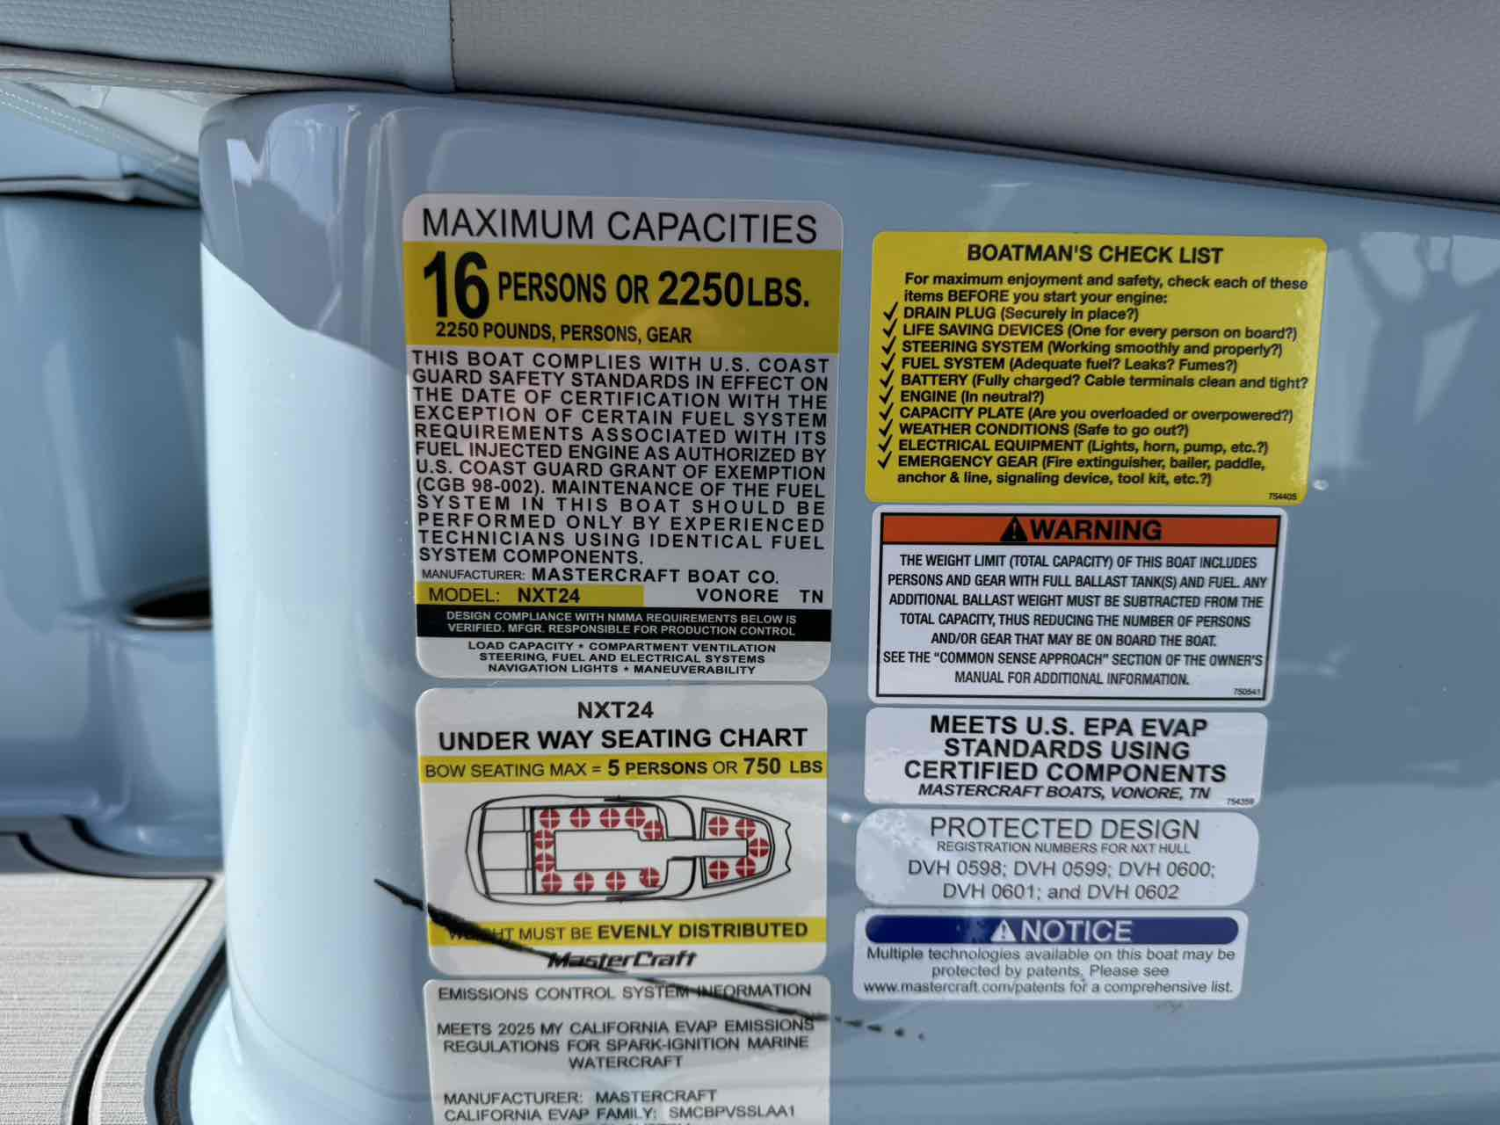 MAXIMUM CAPACITIES
16 PERSONS OR 2250LBS.
2250 POUNDS, PERSONS, GEAR
THIS BOAT COMPLIES WITH U.S. COAST
GUARD SAFETY STANDARDS IN EFFECT ON
THE DATE OF CERTIFICATION WITH THE
EXCEPTION OF CERTAIN FUEL SYSTEM
REQUIREMENTS ASSOCIATED WITH ITS
FUEL INJECTED ENGINE AS AUTHORIZED BY
U.S. COAST GUARD GRANT OF EXEMPTION
(CGB 98-002). MAINTENANCE OF THE FUEL
SYSTEM IN THIS BOAT SHOULD BE
PERFORMED ONLY BY EXPERIENCED
TECHNICIANS USING IDENTICAL FUEL
SYSTEM COMPONENTS.
MANUFACTURER: MASTERCRAFT BOAT CO.
MODEL: NXT24 VONORE TN
DESIGN COMPLIANCE WITH NMMA REQUIREMENTS BELOW IS
VERIFIED. MFGR. RESPONSIBLE FOR PRODUCTION CONTROL
LOAD CAPACITY • COMPARTMENT VENTILATION
STEERING, FUEL AND ELECTRICAL SYSTEMS
NAVIGATION LIGHTS • MANEUVERABILITY
NXT24
UNDER WAY SEATING CHART
BOW SEATING MAX = 5 PERSONS OR 750 LBS
WEIGHT MUST BE EVENLY DISTRIBUTED
MasterCraft
EMISSIONS CONTROL SYSTEM INFORMATION
MEETS 2025 MY CALIFORNIA EVAP EMISSIONS
REGULATIONS FOR SPARK-IGNITION MARINE
WATERCRAFT
MANUFACTURER: MASTERCRAFT
CALIFORNIA EVAP FAMILY: SMCBPVSSLAA1
BOATMAN'S CHECK LIST
For maximum enjoyment and safety, check each of these
items BEFORE you start your engine:
✓ DRAIN PLUG (Securely in place?)
✓ LIFE SAVING DEVICES (One for every person on board?)
✓ STEERING SYSTEM (Working smoothly and properly?)
✓ FUEL SYSTEM (Adequate fuel? Leaks? Fumes?)
✓ BATTERY (Fully charged? Cable terminals clean and tight?
✓ ENGINE (In neutral?)
✓ CAPACITY PLATE (Are you overloaded or overpowered?)
✓ WEATHER CONDITIONS (Safe to go out?)
✓ ELECTRICAL EQUIPMENT (Lights, horn, pump, etc.?)
✓ EMERGENCY GEAR (Fire extinguisher, bailer, paddle,
anchor & line, signaling device, tool kit, etc.?)
754405
WARNING
THE WEIGHT LIMIT (TOTAL CAPACITY) OF THIS BOAT INCLUDES
PERSONS AND GEAR WITH FULL BALLAST TANK(S) AND FUEL. ANY
ADDITIONAL BALLAST WEIGHT MUST BE SUBTRACTED FROM THE
TOTAL CAPACITY, THUS REDUCING THE NUMBER OF PERSONS
AND/OR GEAR THAT MAY BE ON BOARD THE BOAT.
SEE THE "COMMON SENSE APPROACH" SECTION OF THE OWNER'S
MANUAL FOR ADDITIONAL INFORMATION.
750541
MEETS U.S. EPA EVAP
STANDARDS USING
CERTIFIED COMPONENTS
MASTERCRAFT BOATS, VONORE, TN
754359
PROTECTED DESIGN
REGISTRATION NUMBERS FOR NXT HULL
DVH 0598; DVH 0599; DVH 0600;
DVH 0601; and DVH 0602
NOTICE
Multiple technologies available on this boat may be
protected by patents. Please see
www.mastercraft.com/patents for a comprehensive list.